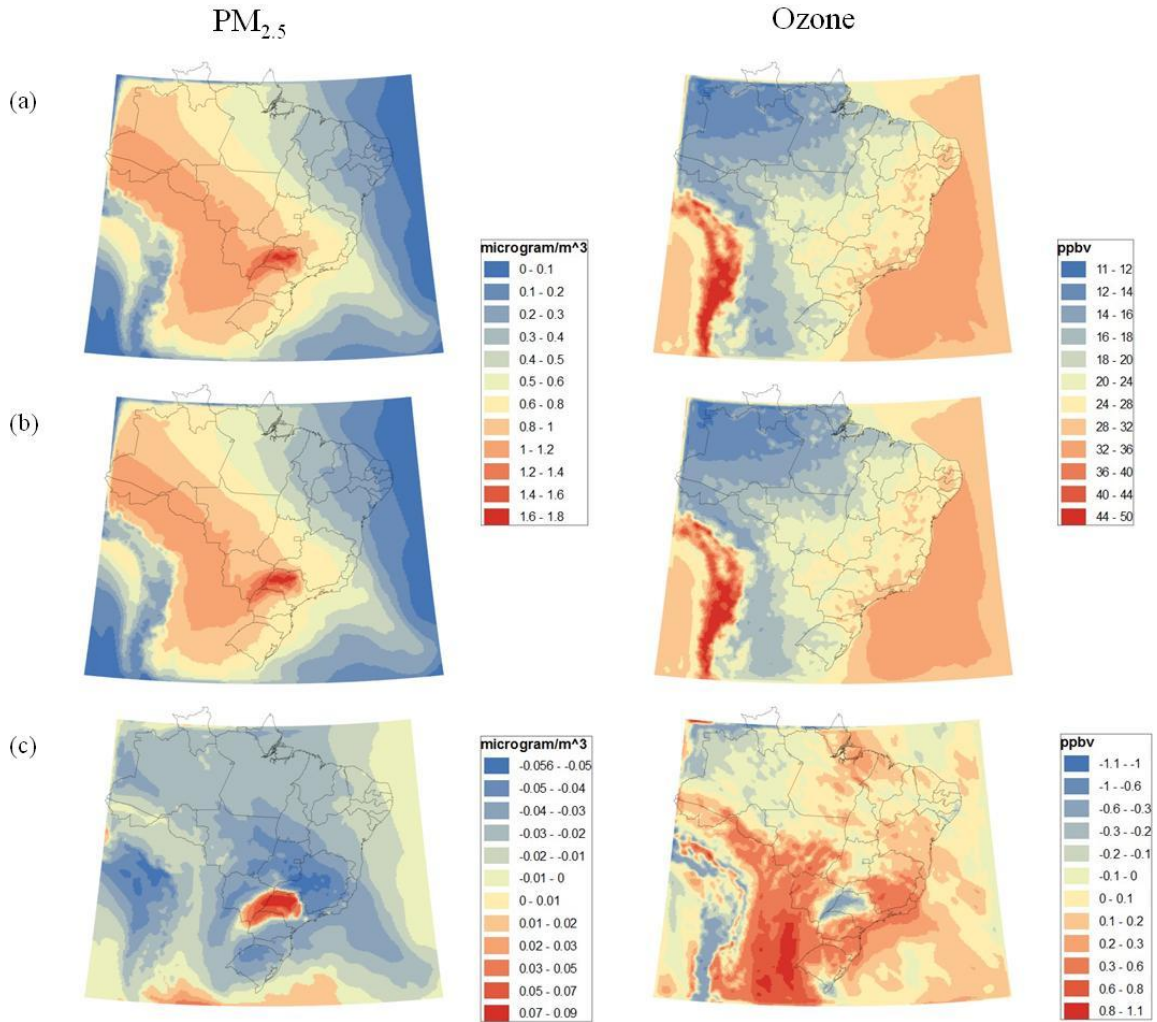 PM2.5 Ozone
(a)
microgram/m^3
0 - 0.1
0.1 - 0.2
0.2 - 0.3
0.3 - 0.4
0.4 - 0.5
0.5 - 0.6
0.6 - 0.8
0.8 - 1
1 - 1.2
1.2 - 1.4
1.4 - 1.6
1.6 - 1.8
ppbv
11 - 12
12 - 14
14 - 16
16 - 18
18 - 20
20 - 24
24 - 28
28 - 32
32 - 36
36 - 40
40 - 44
44 - 50
(b)
(c)
microgram/m^3
-0.056 - -0.05
-0.05 - -0.04
-0.04 - -0.03
-0.03 - -0.02
-0.02 - -0.01
-0.01 - 0
0 - 0.01
0.01 - 0.02
0.02 - 0.03
0.03 - 0.05
0.05 - 0.07
0.07 - 0.09
ppbv
-1.1 - -1
-1 - -0.6
-0.6 - -0.3
-0.3 - -0.2
-0.2 - -0.1
-0.1 - 0
0 - 0.1
0.1 - 0.2
0.2 - 0.3
0.3 - 0.6
0.6 - 0.8
0.8 - 1.1